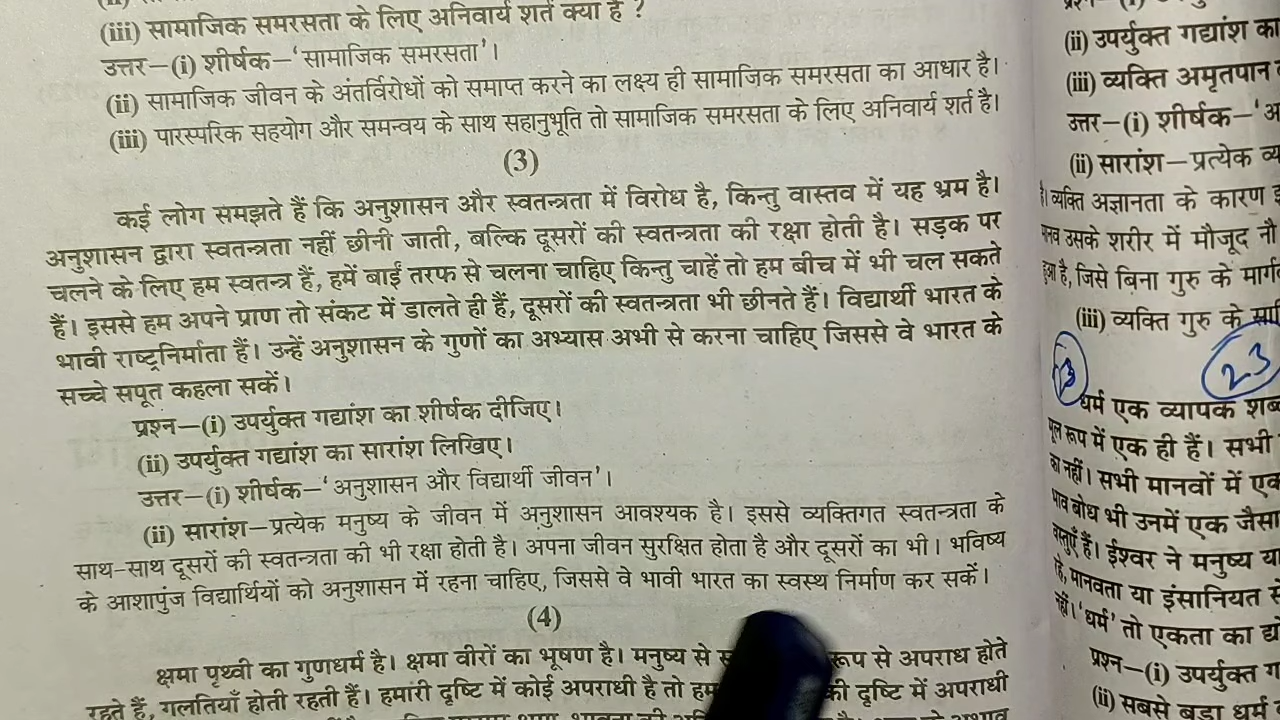 (iii) सामाजिक समरसता के लिए अनिवार्य शर्त क्या है ?
उत्तर—(i) शीर्षक—‘सामाजिक समरसता’।
(ii) सामाजिक जीवन के अंतर्विरोधों को समाप्त करने का लक्ष्य ही सामाजिक समरसता का आधार है।
(iii) पारस्परिक सहयोग और समन्वय के साथ सहानुभूति तो सामाजिक समरसता के लिए अनिवार्य शर्त है।
(3)
कई लोग समझते हैं कि अनुशासन और स्वतन्त्रता में विरोध है, किन्तु वास्तव में यह भ्रम है।
अनुशासन द्वारा स्वतन्त्रता नहीं छीनी जाती, बल्कि दूसरों की स्वतन्त्रता की रक्षा होती है। सड़क पर
चलने के लिए हम स्वतन्त्र हैं, हमें बाईं तरफ से चलना चाहिए किन्तु चाहें तो हम बीच में भी चल सकते
हैं। इससे हम अपने प्राण तो संकट में डालते ही हैं, दूसरों की स्वतन्त्रता भी छीनते हैं। विद्यार्थी भारत के
भावी राष्ट्रनिर्माता हैं। उन्हें अनुशासन के गुणों का अभ्यास अभी से करना चाहिए जिससे वे भारत के
सच्चे सपूत कहला सकें।
प्रश्न—(i) उपर्युक्त गद्यांश का शीर्षक दीजिए।
(ii) उपर्युक्त गद्यांश का सारांश लिखिए।
उत्तर—(i) शीर्षक—‘अनुशासन और विद्यार्थी जीवन’।
(ii) सारांश—प्रत्येक मनुष्य के जीवन में अनुशासन आवश्यक है। इससे व्यक्तिगत स्वतन्त्रता के
साथ-साथ दूसरों की स्वतन्त्रता की भी रक्षा होती है। अपना जीवन सुरक्षित होता है और दूसरों का भी। भविष्य
के आशापुंज विद्यार्थियों को अनुशासन में रहना चाहिए, जिससे वे भावी भारत का स्वस्थ निर्माण कर सकें।
(4)
क्षमा पृथ्वी का गुणधर्म है। क्षमा वीरों का भूषण है। मनुष्य से रूप से अपराध होते
रहते हैं, गलतियाँ होती रहती हैं। हमारी दृष्टि में कोई अपराधी है तो हम की दृष्टि में अपराधी
(ii) उपर्युक्त गद्यांश का
(iii) व्यक्ति अमृतपान
उत्तर—(i) शीर्षक—
(ii) सारांश—प्रत्येक
है। व्यक्ति अज्ञानता के कारण
उसके शरीर में मौजूद नौ
है, जिसे बिना गुरु के
(iii) व्यक्ति गुरु के
23
धर्म एक व्यापक
रूप में एक ही हैं। सभी
का नहीं। सभी मानवों में
बोध भी उनमें एक जैसा
वस्तुएँ हैं। ईश्वर ने मनुष्य
मानवता या इंसानियत
नहीं। ‘धर्म’ तो एकता का
प्रश्न—(i) उपर्युक्त
(ii) सबसे बड़ा धर्म